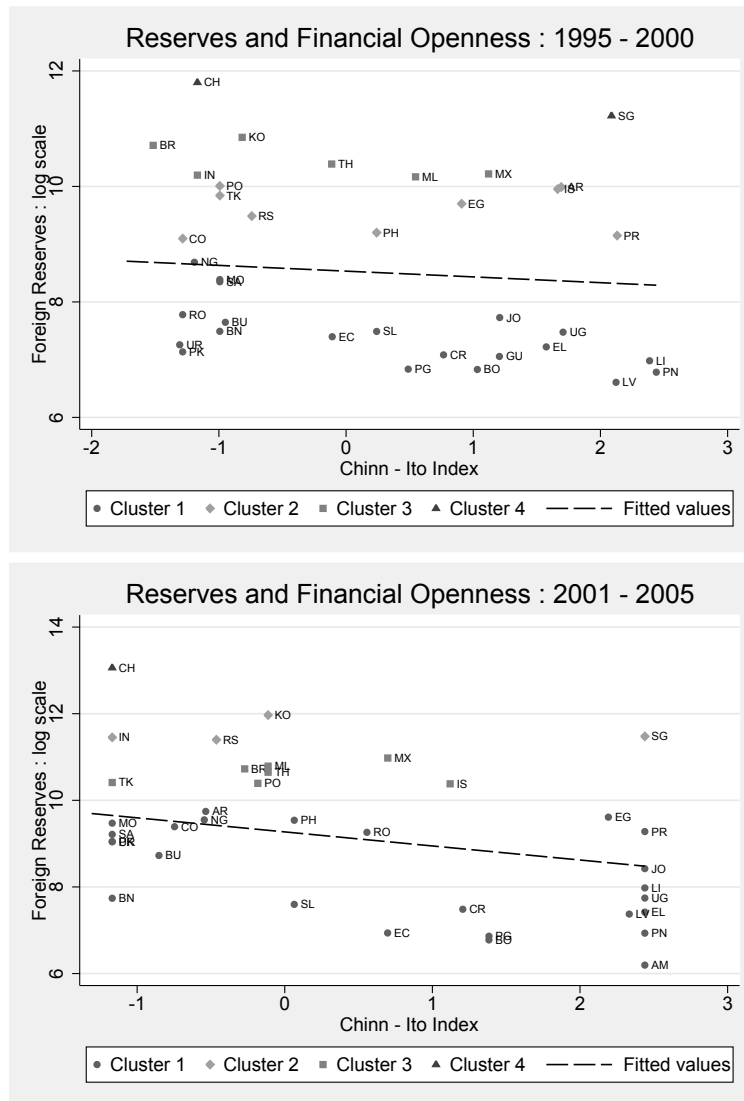 Reserves and Financial Openness : 1995 - 2000
Foreign Reserves : log scale
12
10
8
6
CH
SG
BR
KO
IN
TH
ML
MX
PO
TK
RS
EG
IS
AR
CO
PH
PR
NG
MO
SA
RO
BU
BN
UR
PK
EC
SL
JO
UG
PG
CR
GU
BO
EL
LI
LV
PN
-2 -1 0 1 2 3
Chinn - Ito Index
Cluster 1 Cluster 2 Cluster 3 Cluster 4 Fitted values
Reserves and Financial Openness : 2001 - 2005
Foreign Reserves : log scale
14
12
10
8
6
CH
KO
IN
RS
SG
BR
ML
TH
MX
TK
PO
IS
AR
NG
MO
CO
PH
EG
SA
RO
PR
PK
BU
JO
BN
SL
CR
LI
UG
LV
EL
EC
PG
BO
PN
AM
-1 0 1 2 3
Chinn - Ito Index
Cluster 1 Cluster 2 Cluster 3 Cluster 4 Fitted values